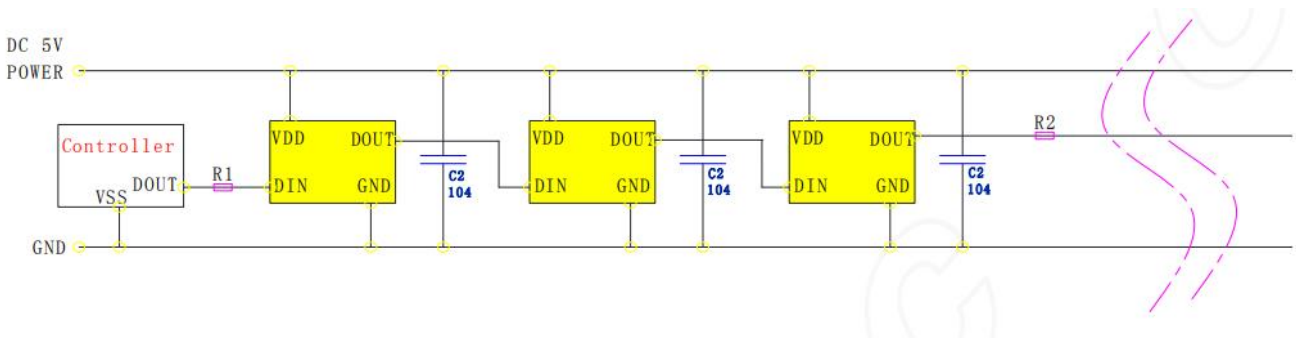 DC 5V
POWER
Controller
DOUT
VSS
R1
VDD
DOUT
DIN
GND
C2
104
VDD
DOUT
DIN
GND
C2
104
VDD
DOUT
DIN
GND
C2
104
R2
GND